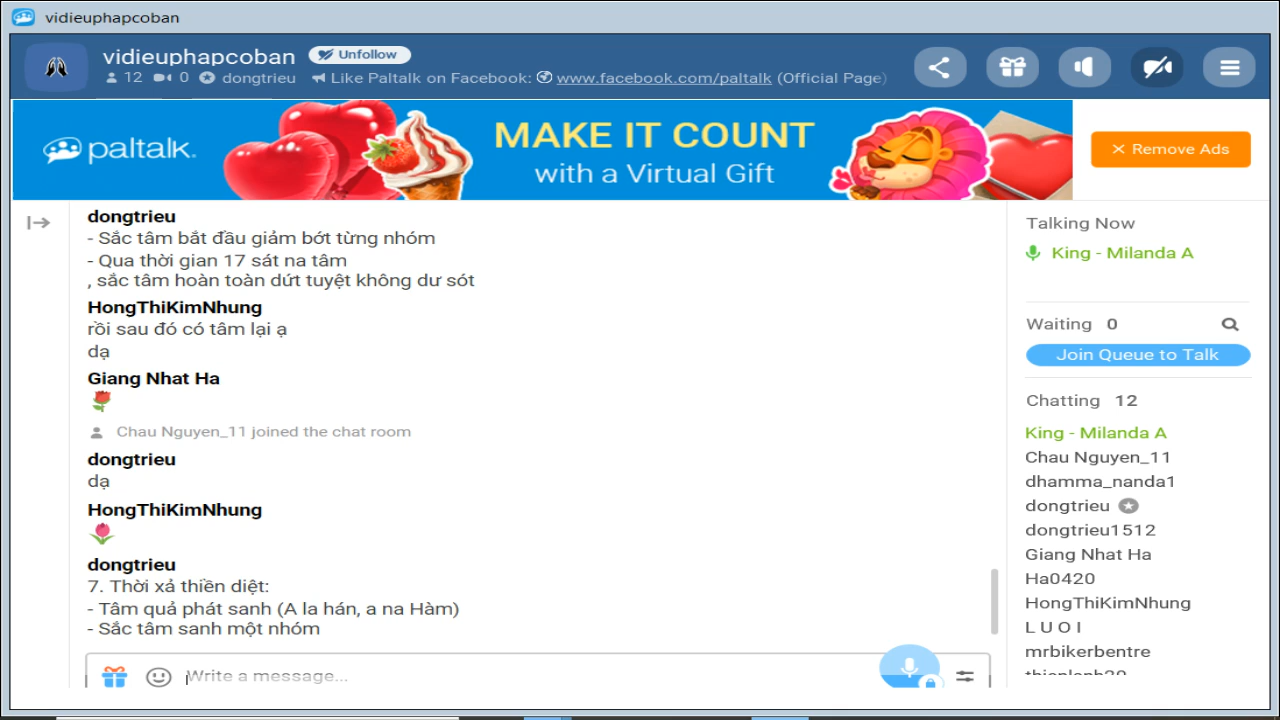 vidieuphapcoban
vidieuphapcoban Unfollow
12 0 dongtrieu Like Paltalk on Facebook: www.facebook.com/paltalk (Official Page)
paltalk.
MAKE IT COUNT
with a Virtual Gift
Remove Ads
dongtrieu
- Sắc tâm bắt đầu giảm bớt từng nhóm
- Qua thời gian 17 sát na tâm
, sắc tâm hoàn toàn dứt tuyệt không dư sót
HongThiKimNhung
rồi sau đó có tâm lại ạ
dạ
Giang Nhat Ha
Chau Nguyen_11 joined the chat room
dongtrieu
dạ
HongThiKimNhung
dongtrieu
7. Thời xả thiền diệt:
- Tâm quả phát sanh (A la hán, a na Hàm)
- Sắc tâm sanh một nhóm
Write a message...
Talking Now
King - Milanda A
Waiting 0
Join Queue to Talk
Chatting 12
King - Milanda A
Chau Nguyen_11
dhamma_nanda1
dongtrieu
dongtrieu1512
Giang Nhat Ha
Ha0420
HongThiKimNhung
L U O I
mrbikerbentre